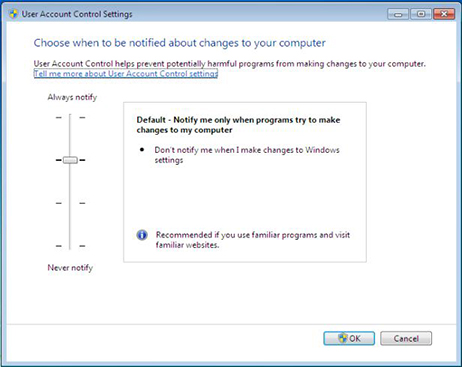 User Account Control Settings
Choose when to be notified about changes to your computer
User Account Control helps prevent potentially harmful programs from making changes to your computer.
Tell me more about User Account Control settings
Always notify
Default - Notify me only when programs try to make
changes to my computer
Don't notify me when I make changes to Windows
settings
Recommended if you use familiar programs and visit
familiar websites.
Never notify
OK
Cancel